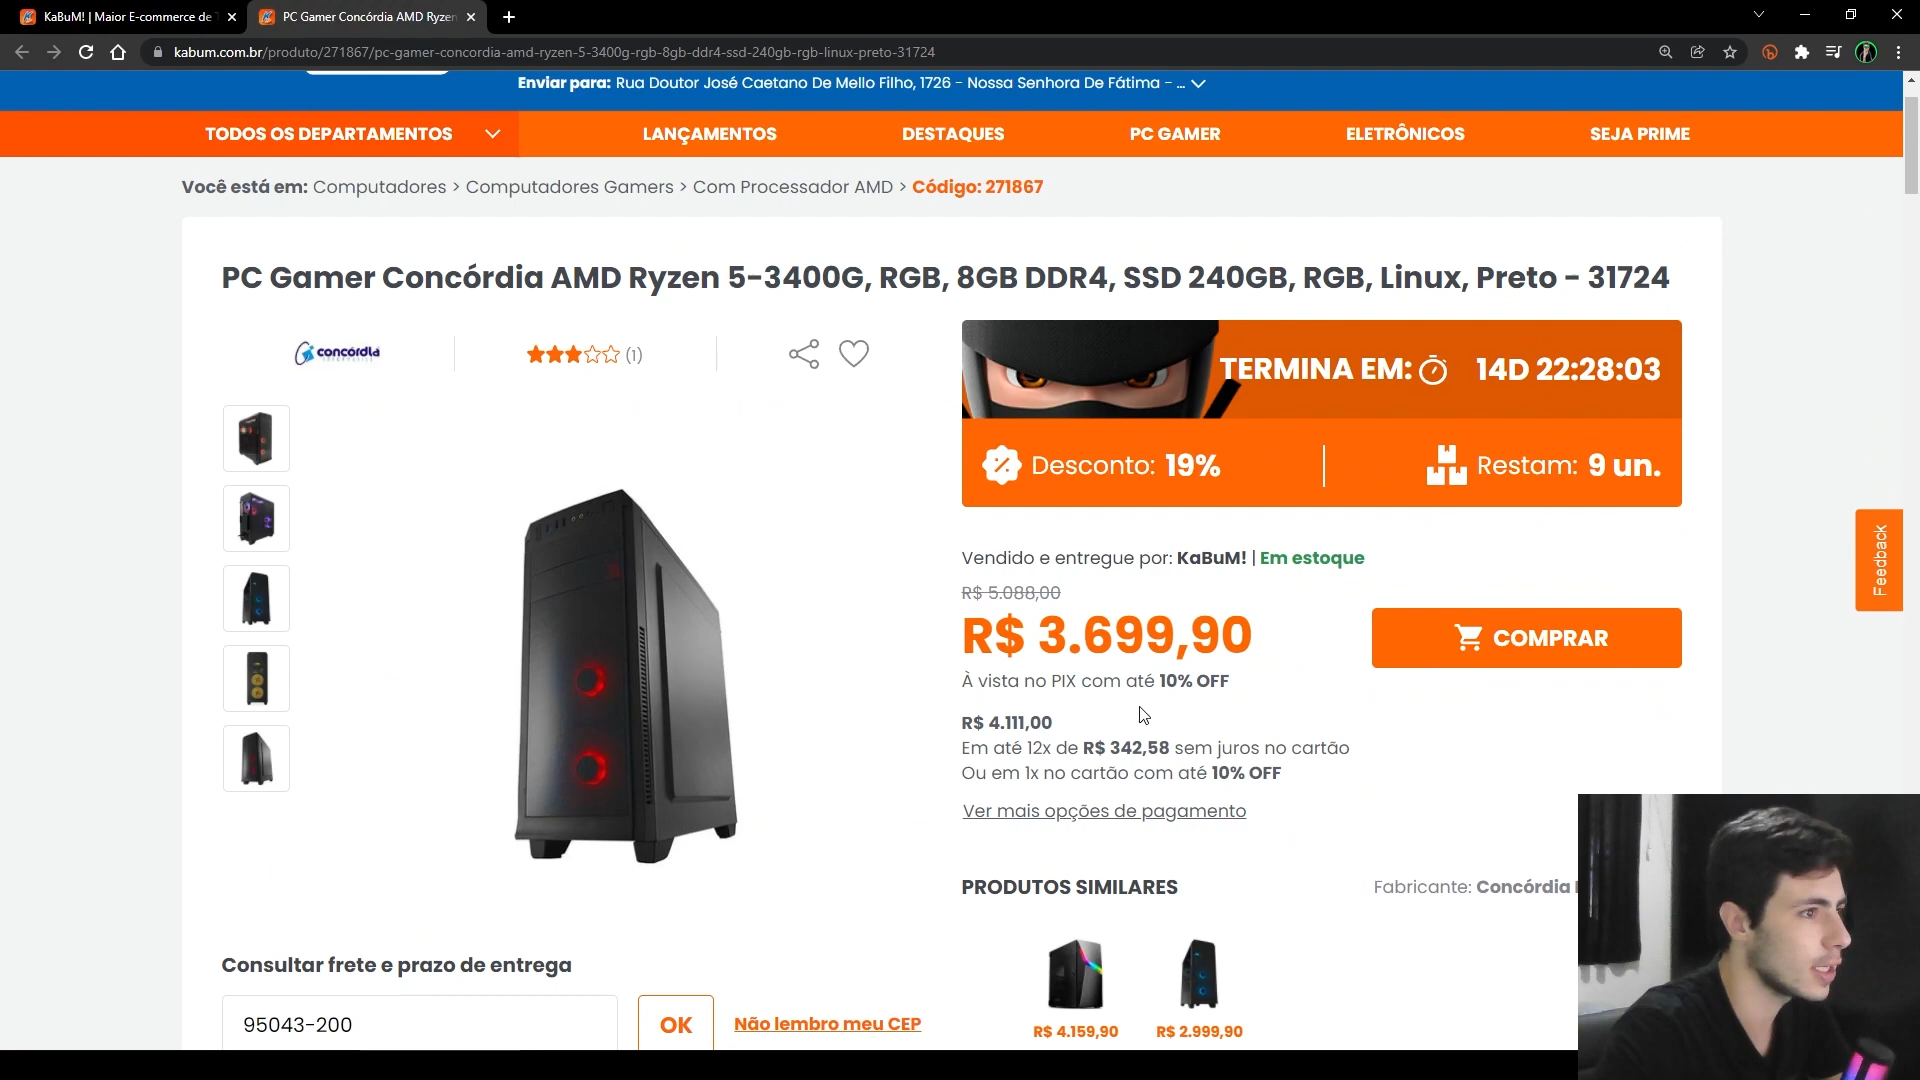 KaBuM! | Maior E-commerce de
PC Gamer Concórdia AMD Ryzen
kabum.com.br/produto/271867/pc-gamer-concordia-amd-ryzen-5-3400g-rgb-8gb-ddr4-ssd-240gb-rgb-linux-preto-31724
Enviar para: Rua Doutor José Caetano De Mello Filho, 1726 - Nossa Senhora De Fátima - ...
TODOS OS DEPARTAMENTOS
LANÇAMENTOS
DESTAQUES
PC GAMER
ELETRÔNICOS
SEJA PRIME
Você está em: Computadores > Computadores Gamers > Com Processador AMD > Código: 271867
PC Gamer Concórdia AMD Ryzen 5-3400G, RGB, 8GB DDR4, SSD 240GB, RGB, Linux, Preto - 31724
concórdia
(1)
TERMINA EM: 14D 22:28:03
Desconto: 19%
Restam: 9 un.
Vendido e entregue por: KaBuM! | Em estoque
R$ 5.088,00
R$ 3.699,90
COMPRAR
À vista no PIX com até 10% OFF
R$ 4.111,00
Em até 12x de R$ 342,58 sem juros no cartão
Ou em 1x no cartão com até 10% OFF
Ver mais opções de pagamento
Feedback
PRODUTOS SIMILARES
Fabricante: Concórdia
R$ 4.159,90
R$ 2.999,90
Consultar frete e prazo de entrega
95043-200
OK
Não lembro meu CEP